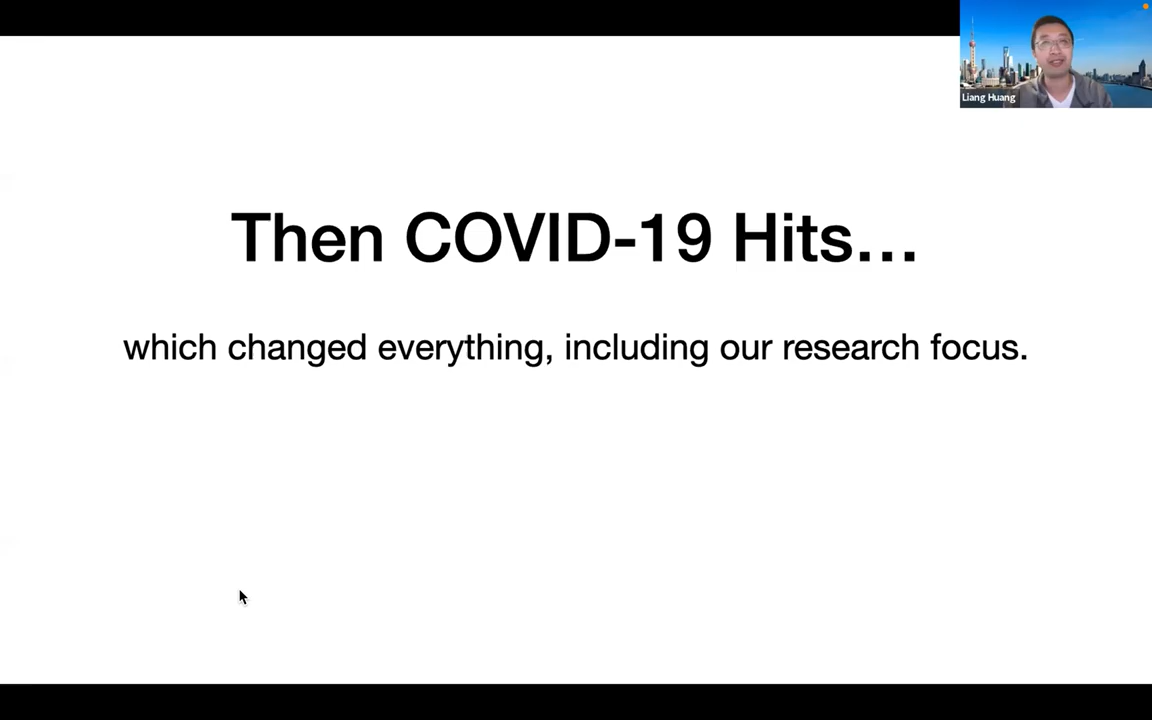 Liang Huang
Then COVID-19 Hits...
which changed everything, including our research focus.